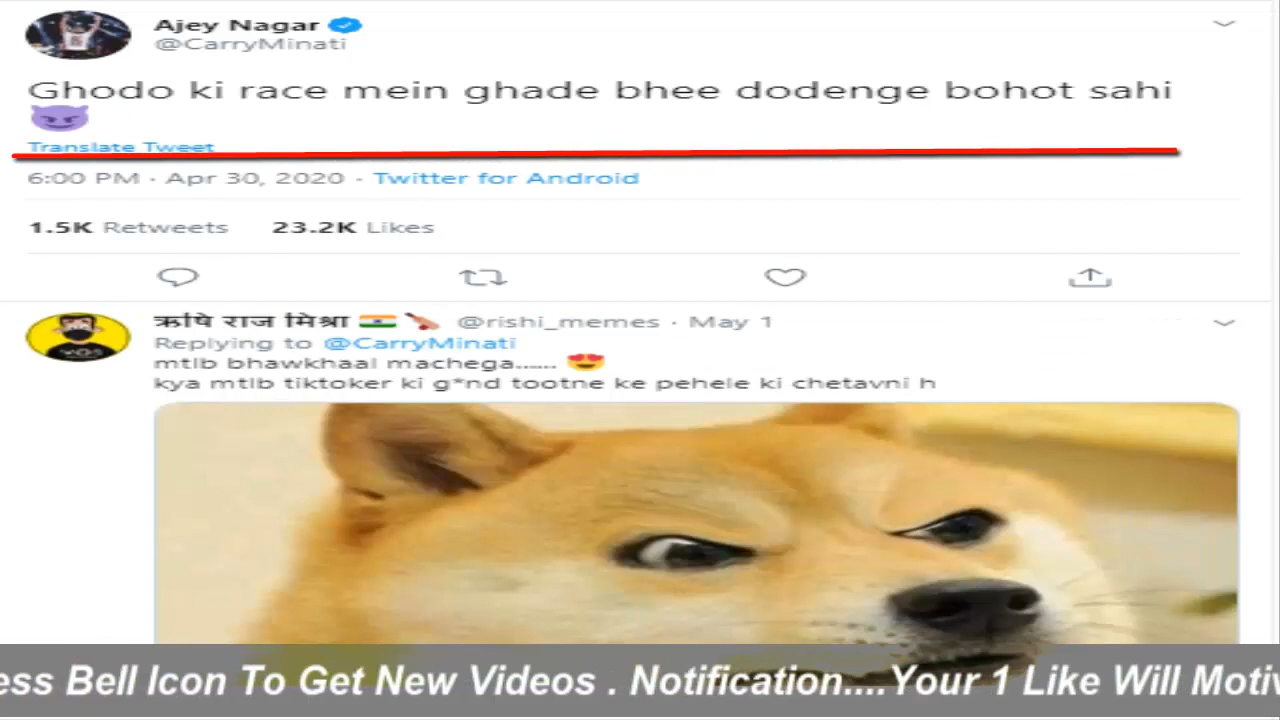 Ajey Nagar
@CarryMinati
Ghodo ki race mein ghade bhee dodenge bohot sahi
Translate Tweet
6:00 PM · Apr 30, 2020 · Twitter for Android
1.5K Retweets 23.2K Likes
ऋषि राज मिश्रा @rishi_memes · May 1
Replying to @CarryMinati
mtlb bhawkhaal machega......
kya mtlb tiktoker ki g*nd tootne ke pehele ki chetavni h
ess Bell Icon To Get New Videos . Notification....Your 1 Like Will Motiv